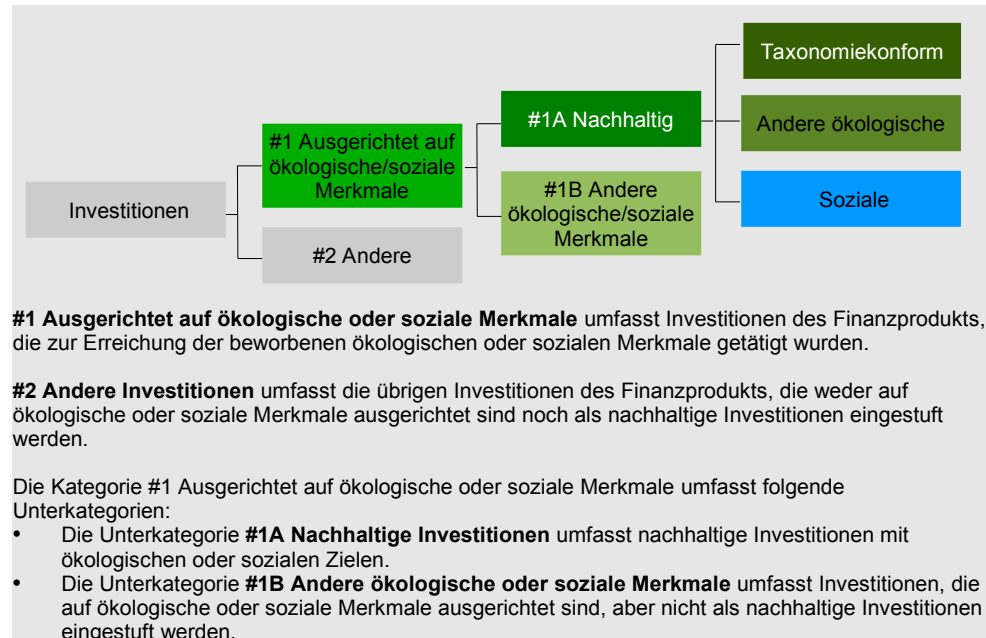 Taxonomiekonform
#1A Nachhaltig
Andere ökologische
#1 Ausgerichtet auf
ökologische/soziale
Merkmale
#1B Andere
ökologische/soziale
Merkmale
Soziale
Investitionen
#2 Andere
#1 Ausgerichtet auf ökologische oder soziale Merkmale umfasst Investitionen des Finanzprodukts,
die zur Erreichung der beworbenen ökologischen oder sozialen Merkmale getätigt wurden.
#2 Andere Investitionen umfasst die übrigen Investitionen des Finanzprodukts, die weder auf
ökologische oder soziale Merkmale ausgerichtet sind noch als nachhaltige Investitionen eingestuft
werden.
Die Kategorie #1 Ausgerichtet auf ökologische oder soziale Merkmale umfasst folgende
Unterkategorien:
• Die Unterkategorie #1A Nachhaltige Investitionen umfasst nachhaltige Investitionen mit
ökologischen oder sozialen Zielen.
• Die Unterkategorie #1B Andere ökologische oder soziale Merkmale umfasst Investitionen, die
auf ökologische oder soziale Merkmale ausgerichtet sind, aber nicht als nachhaltige Investitionen
eingestuft werden.